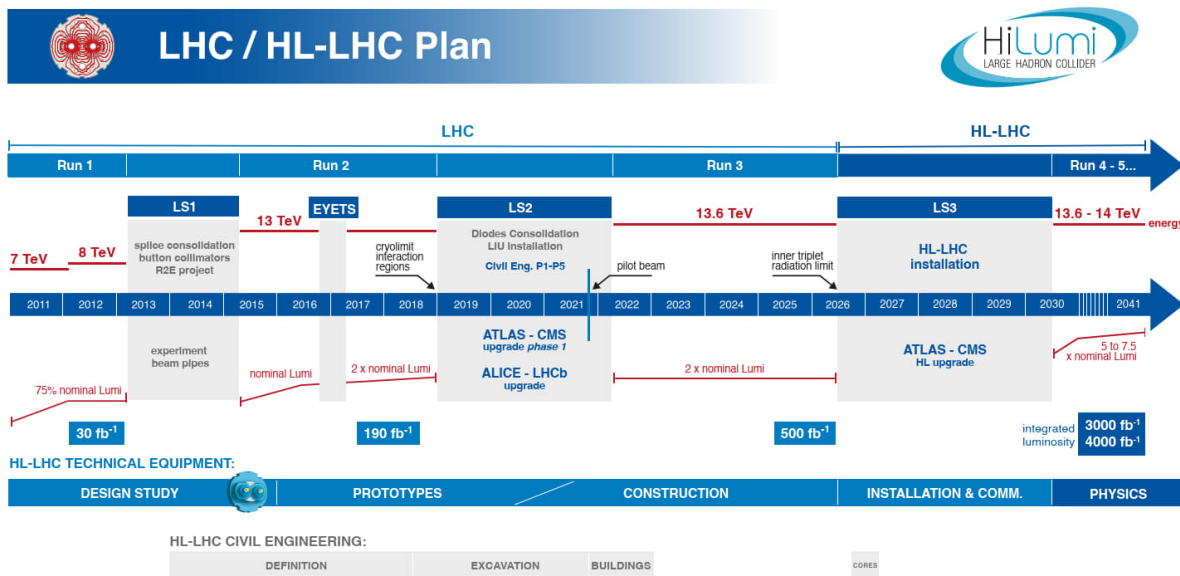 LHC / HL-LHC Plan
HiLumi
LARGE HADRON COLLIDER
LHC
HL-LHC
Run 1
Run 2
Run 3
Run 4 - 5...
LS1
EYETS
LS2
LS3
13 TeV
13.6 TeV
13.6 - 14 TeV
energy
7 TeV
8 TeV
splice consolidation
button collimators
R2E project
cryolimit
interaction
regions
Diodes Consolidation
LIU Installation
Civil Eng. P1-P5
pilot beam
inner triplet
radiation limit
HL-LHC
installation
2011
2012
2013
2014
2015
2016
2017
2018
2019
2020
2021
2022
2023
2024
2025
2026
2027
2028
2029
2030
2041
experiment
beam pipes
ATLAS - CMS
upgrade phase 1
ALICE - LHCb
upgrade
ATLAS - CMS
HL upgrade
5 to 7.5
x nominal Lumi
75% nominal Lumi
nominal Lumi
2 x nominal Lumi
2 x nominal Lumi
30 fb⁻¹
190 fb⁻¹
500 fb⁻¹
integrated
luminosity
3000 fb⁻¹
4000 fb⁻¹
HL-LHC TECHNICAL EQUIPMENT:
DESIGN STUDY
PROTOTYPES
CONSTRUCTION
INSTALLATION & COMM.
PHYSICS
HL-LHC CIVIL ENGINEERING:
DEFINITION
EXCAVATION
BUILDINGS
CORES